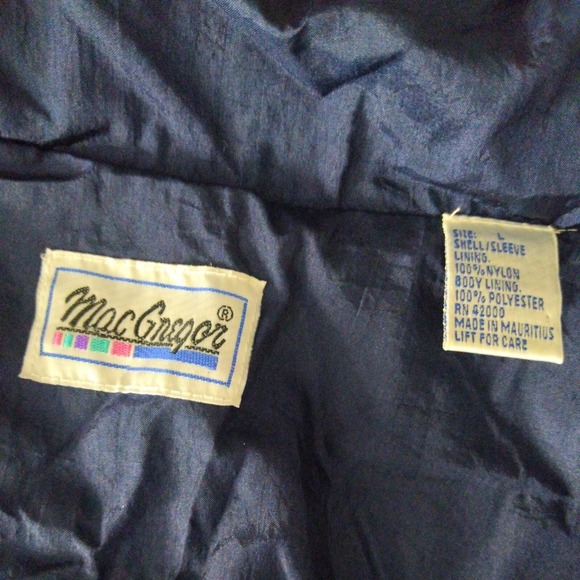 MacGregor ®
SIZE: L
SHELL/SLEEVE
LINING.
100% NYLON
BODY LINING.
100% POLYESTER
RN 42000
MADE IN MAURITIUS
LIFT FOR CARE